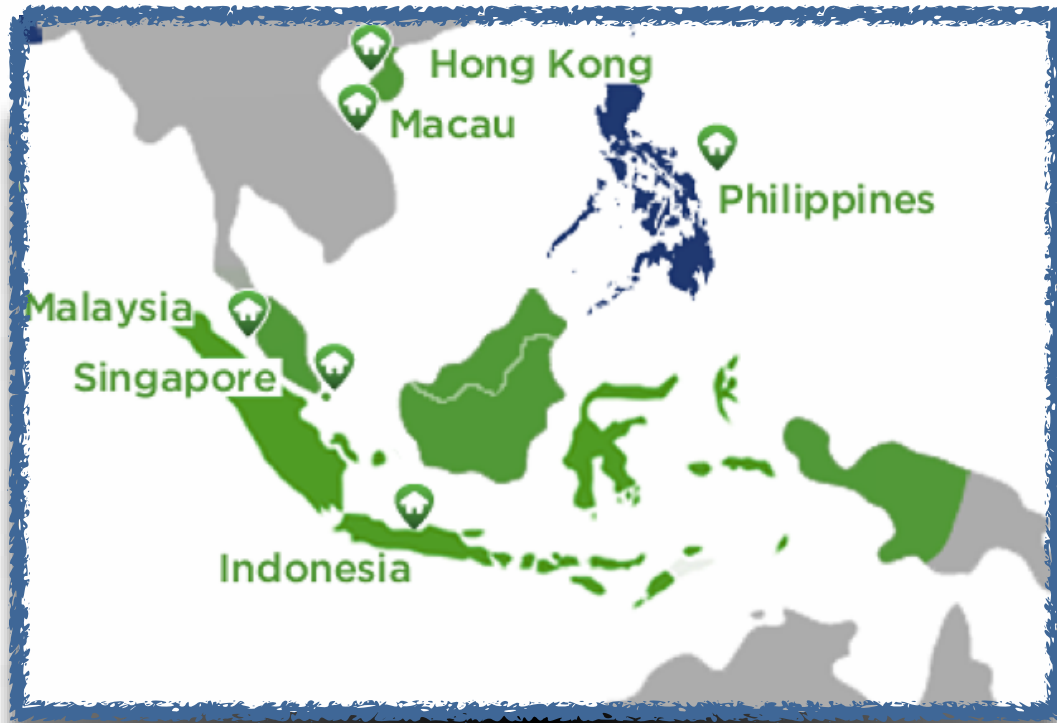 Hong Kong
Macau
Philippines
Malaysia
Singapore
Indonesia